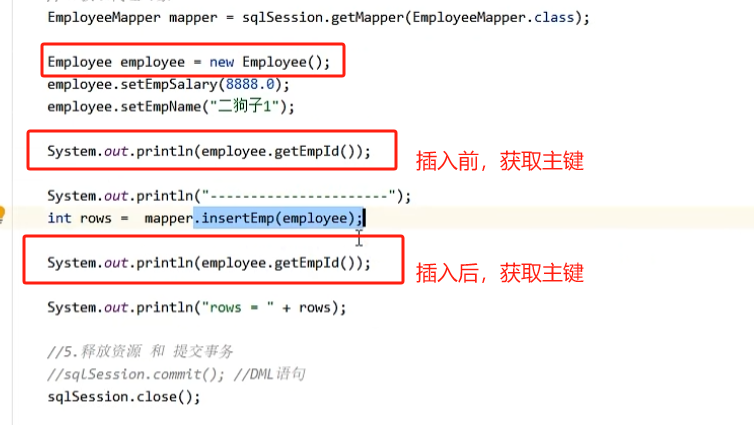 EmployeeMapper mapper = sqlSession.getMapper(EmployeeMapper.class);
Employee employee = new Employee();
employee.setEmpSalary(8888.0);
employee.setEmpName("二狗子1");
System.out.println(employee.getEmpId());
插入前，获取主键
System.out.println("----------------------");
int rows =  mapper.insertEmp(employee);
System.out.println(employee.getEmpId());
插入后，获取主键
System.out.println("rows = " + rows);
//5.释放资源 和 提交事务
//sqlSession.commit(); //DML语句
sqlSession.close();